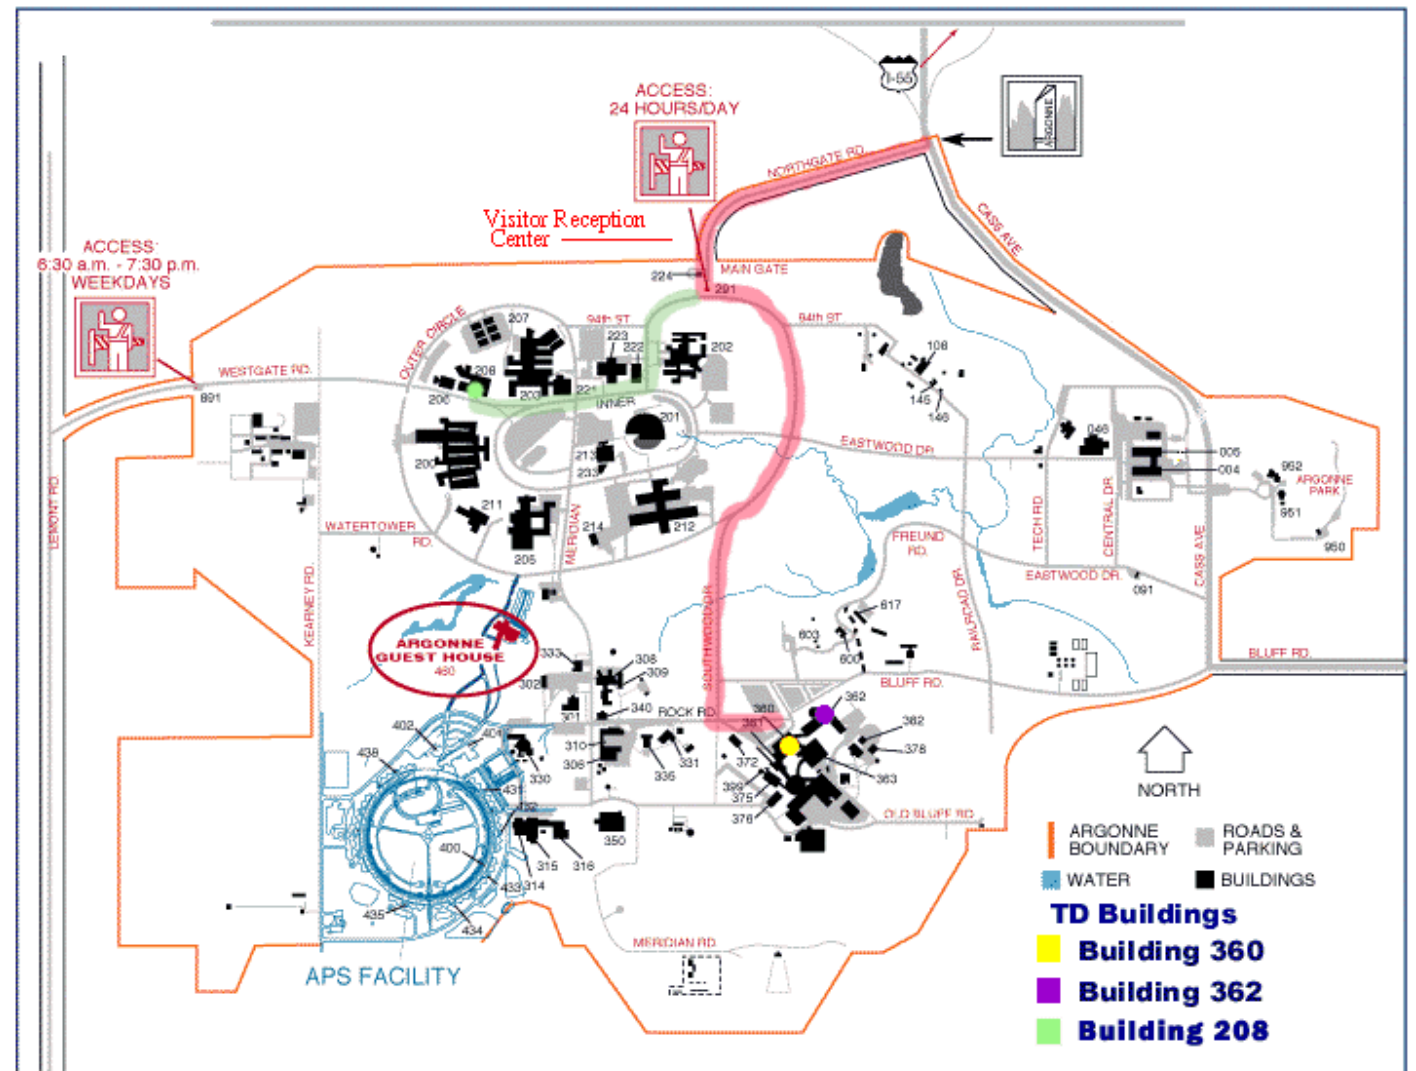 I-55
ARGONNE
ACCESS:
24 HOURS/DAY
NORTHGATE RD.
CASS AVE
Visitor Reception
Center
ACCESS:
6:30 a.m. - 7:30 p.m.
WEEKDAYS
224
MAIN GATE
291
OUTER CIRCLE
207
94th ST
94th ST
223
222
202
108
WESTGATE RD.
891
208
206
203
221
INNER
145
146
201
200
213
233
EASTWOOD DR
046
005
004
952
ARGONNE
PARK
951
950
LEMONT RD
211
214
212
WATERTOWER
RD.
205
MERIDIAN
FREUND
RD.
TECH RD
CENTRAL DR
CASS AVE
EASTWOOD DR.
091
KEARNEY RD.
SOUTHWOOD DR
RAILROAD DR.
617
603
600
ARGONNE
GUEST HOUSE
460
333
308
309
302
301
340
ROCK RD
BLUFF RD.
BLUFF RD.
360
361
362
382
378
363
402
401
438
310
306
335
331
372
399
375
376
330
431
432
OLD BLUFF RD
400
350
315
316
433
314
435
434
MERIDIAN RD
APS FACILITY
NORTH
ARGONNE
BOUNDARY
ROADS &
PARKING
WATER
BUILDINGS
TD Buildings
Building 360
Building 362
Building 208